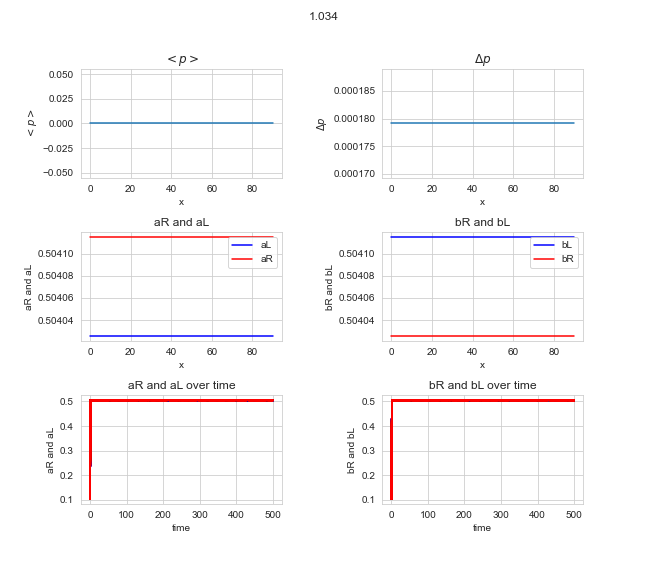 1.034
< p >
Δp
0.050
0.025
0.000
−0.025
−0.050
< p >
0 20 40 60 80
x
0.000185
0.000180
0.000175
0.000170
Δp
0 20 40 60 80
x
aR and aL
bR and bL
0.50410
0.50408
0.50406
0.50404
aR and aL
aL
aR
0 20 40 60 80
x
0.50410
0.50408
0.50406
0.50404
bR and bL
bL
bR
0 20 40 60 80
x
aR and aL over time
bR and bL over time
0.5
0.4
0.3
0.2
0.1
aR and aL
0 100 200 300 400 500
time
0.5
0.4
0.3
0.2
0.1
bR and bL
0 100 200 300 400 500
time